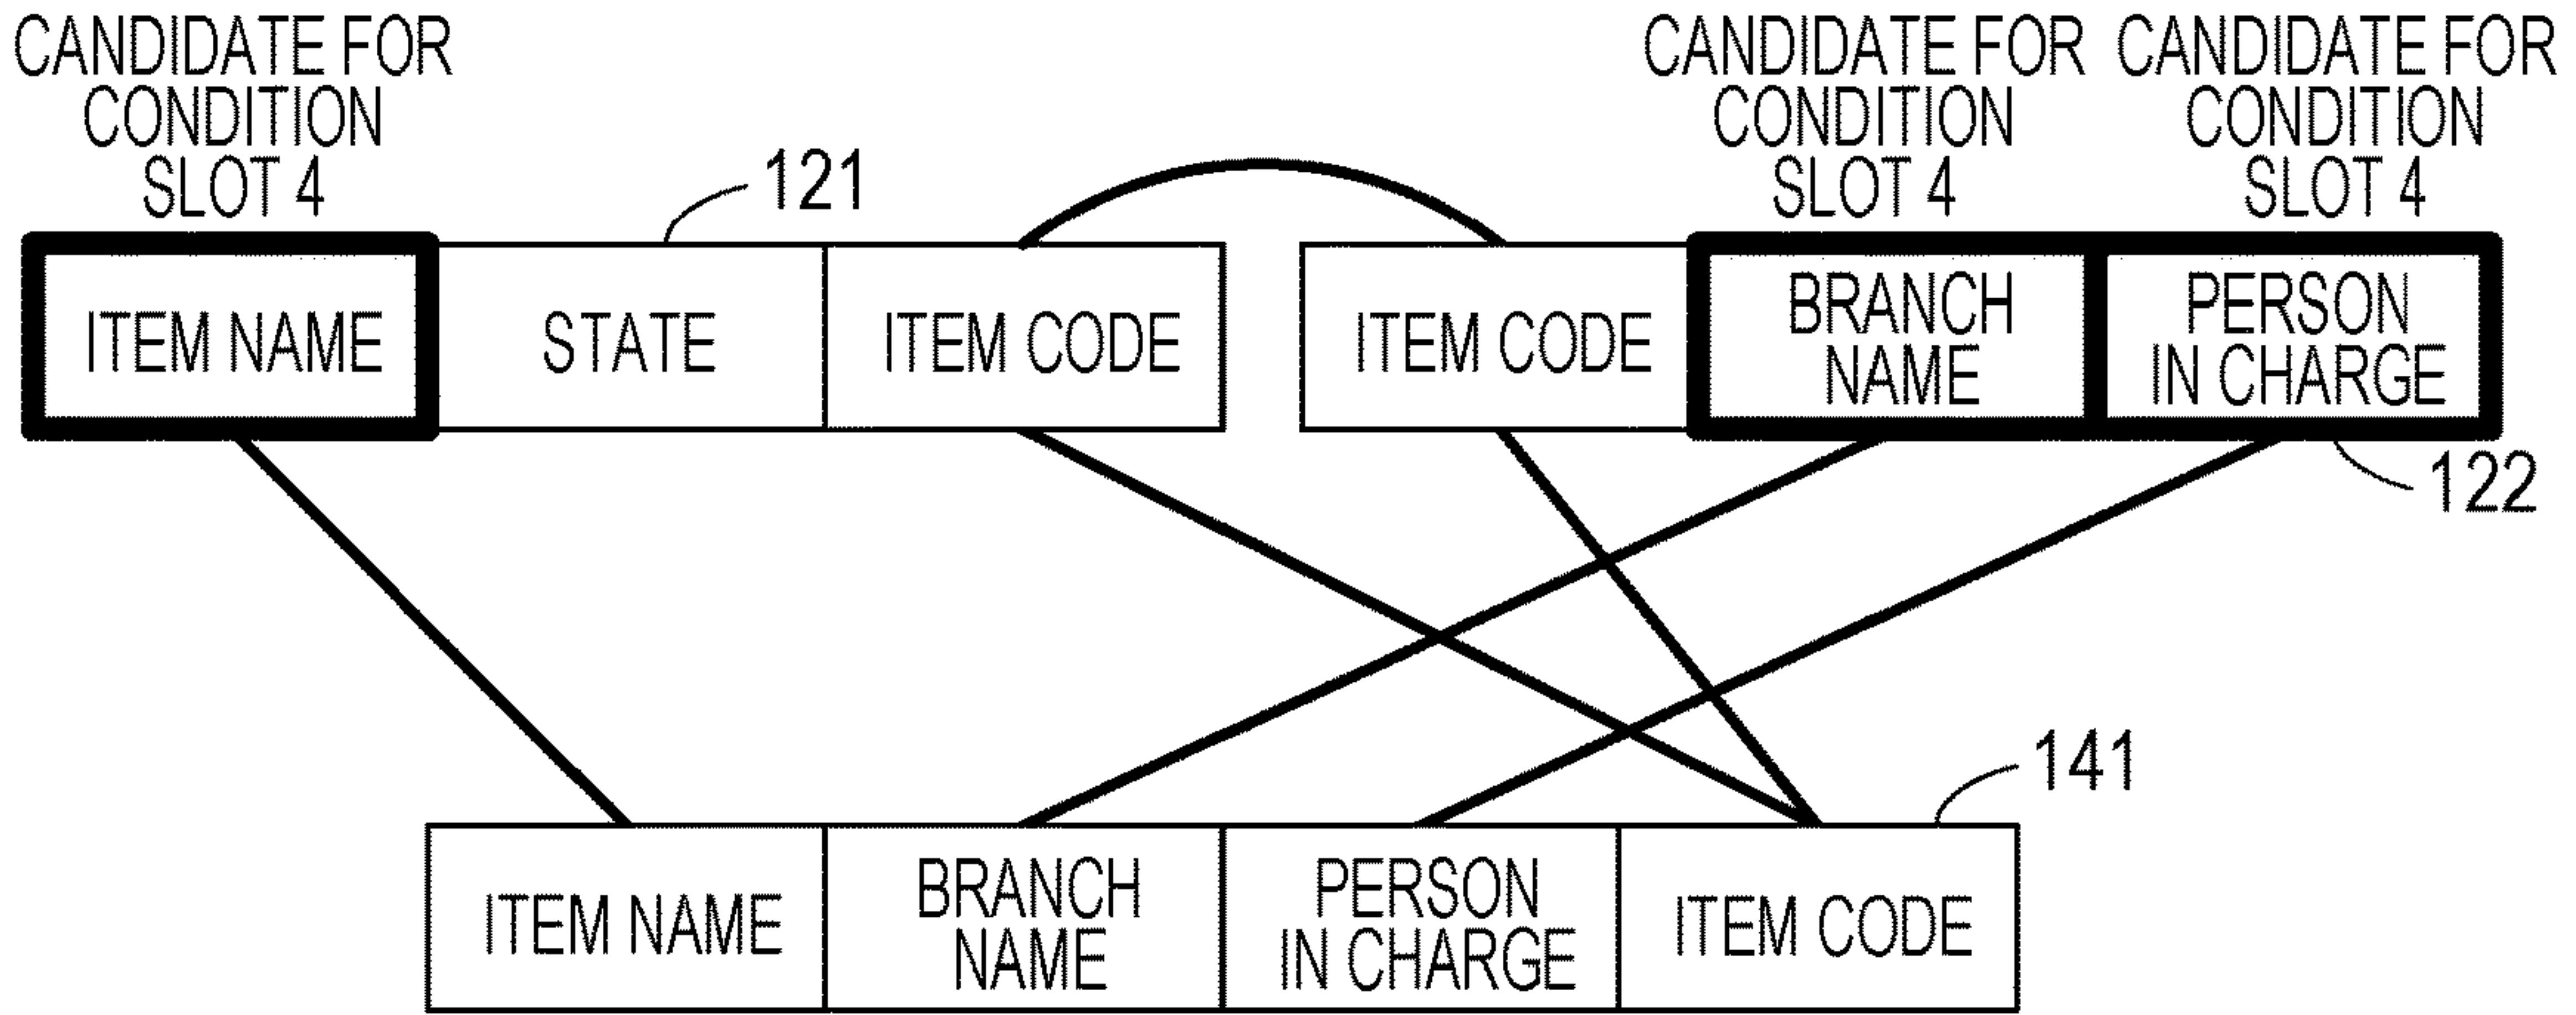 CANDIDATE FOR
CONDITION
SLOT 4
CANDIDATE FOR
CONDITION
SLOT 4
CANDIDATE FOR
CONDITION
SLOT 4
121
ITEM NAME
STATE
ITEM CODE
ITEM CODE
BRANCH
NAME
PERSON
IN CHARGE
122
141
ITEM NAME
BRANCH
NAME
PERSON
IN CHARGE
ITEM CODE